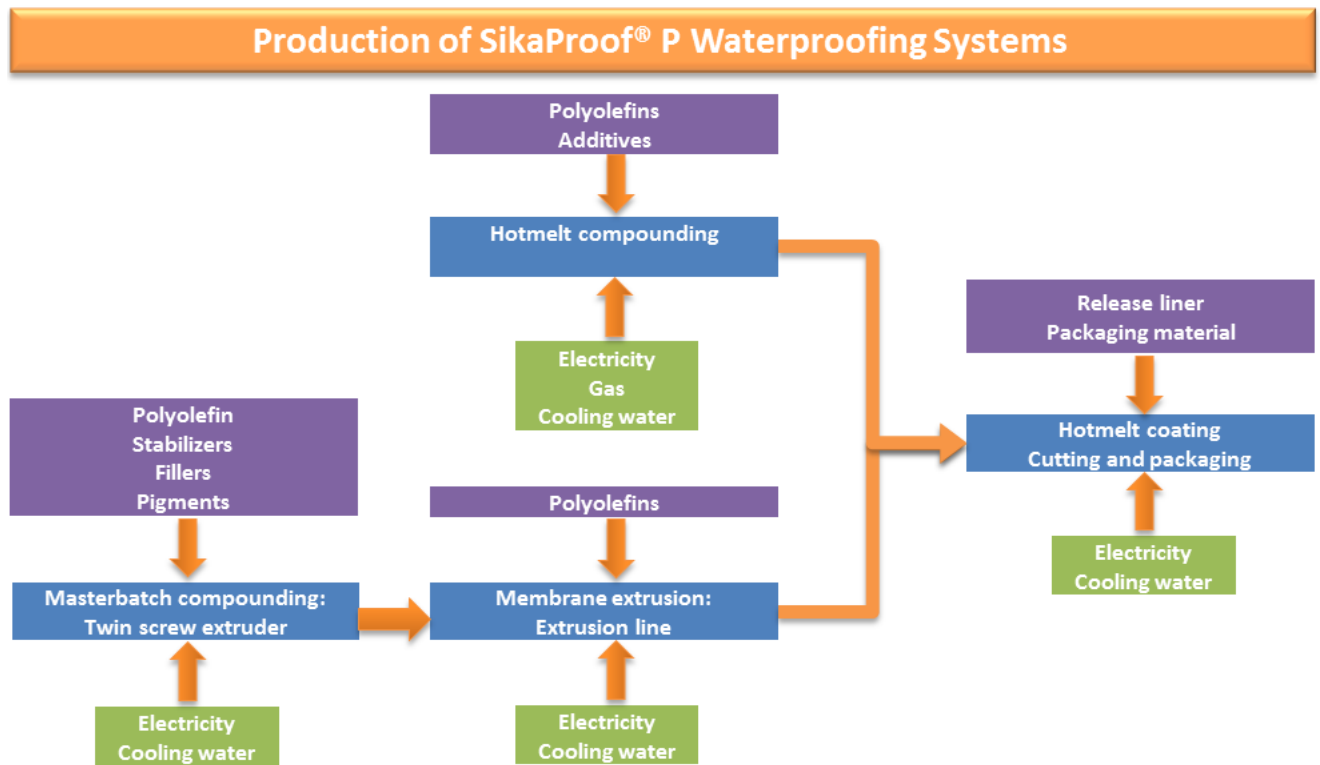 Production of SikaProof® P Waterproofing Systems
Polyolefins
Additives
Hotmelt compounding
Electricity
Gas
Cooling water
Release liner
Packaging material
Hotmelt coating
Cutting and packaging
Electricity
Cooling water
Polyolefin
Stabilizers
Fillers
Pigments
Masterbatch compounding:
Twin screw extruder
Electricity
Cooling water
Polyolefins
Membrane extrusion:
Extrusion line
Electricity
Cooling water